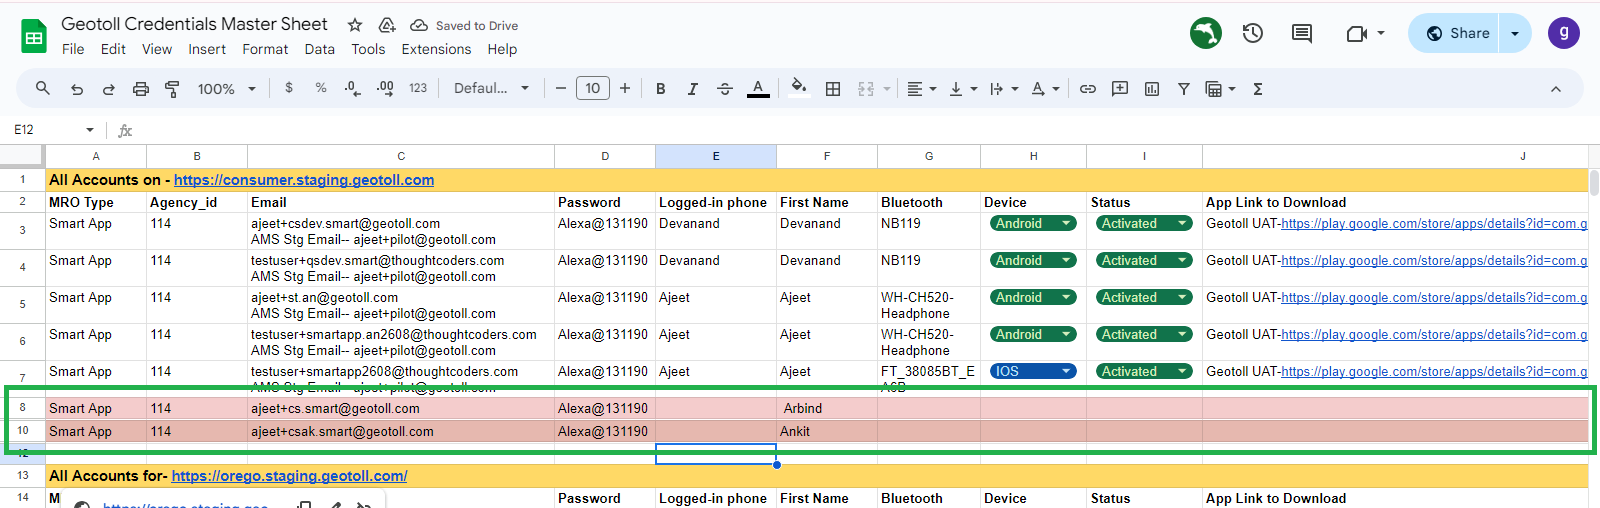 Geotoll Credentials Master Sheet
Saved to Drive
File Edit View Insert Format Data Tools Extensions Help
Share
g
100% $ % .0 .00 123 Defaul... 10 B I A
E12 fx
A B C D E F G H I J
1 All Accounts on - https://consumer.staging.geotoll.com
2 MRO Type Agency_id Email Password Logged-in phone First Name Bluetooth Device Status App Link to Download
3 Smart App 114 ajeet+csdev.smart@geotoll.com Alexa@131190 Devanand Devanand NB119 Android Activated Geotoll UAT-https://play.google.com/store/apps/details?id=com.g
AMS Stg Email-- ajeet+pilot@geotoll.com
4 Smart App 114 testuser+qsdev.smart@thoughtcoders.com Alexa@131190 Devanand Devanand NB119 Android Activated Geotoll UAT-https://play.google.com/store/apps/details?id=com.g
AMS Stg Email-- ajeet+pilot@geotoll.com
5 Smart App 114 ajeet+st.an@geotoll.com Alexa@131190 Ajeet Ajeet WH-CH520- Android Activated Geotoll UAT-https://play.google.com/store/apps/details?id=com.g
AMS Stg Email-- ajeet+pilot@geotoll.com Headphone
6 Smart App 114 testuser+smartapp.an2608@thoughtcoders.com Alexa@131190 Ajeet Ajeet WH-CH520- Android Activated Geotoll UAT-https://play.google.com/store/apps/details?id=com.g
AMS Stg Email-- ajeet+pilot@geotoll.com Headphone
7 Smart App 114 testuser+smartapp2608@thoughtcoders.com Alexa@131190 Ajeet Ajeet FT_38085BT_E IOS Activated Geotoll UAT-https://play.google.com/store/apps/details?id=com.g
AMS Stg Email-- ajeet+pilot@geotoll.com
8 Smart App 114 ajeet+cs.smart@geotoll.com Alexa@131190 Arbind
10 Smart App 114 ajeet+csak.smart@geotoll.com Alexa@131190 Ankit
12
13 All Accounts for- https://orego.staging.geotoll.com/
14 M Password Logged-in phone First Name Bluetooth Device Status App Link to Download